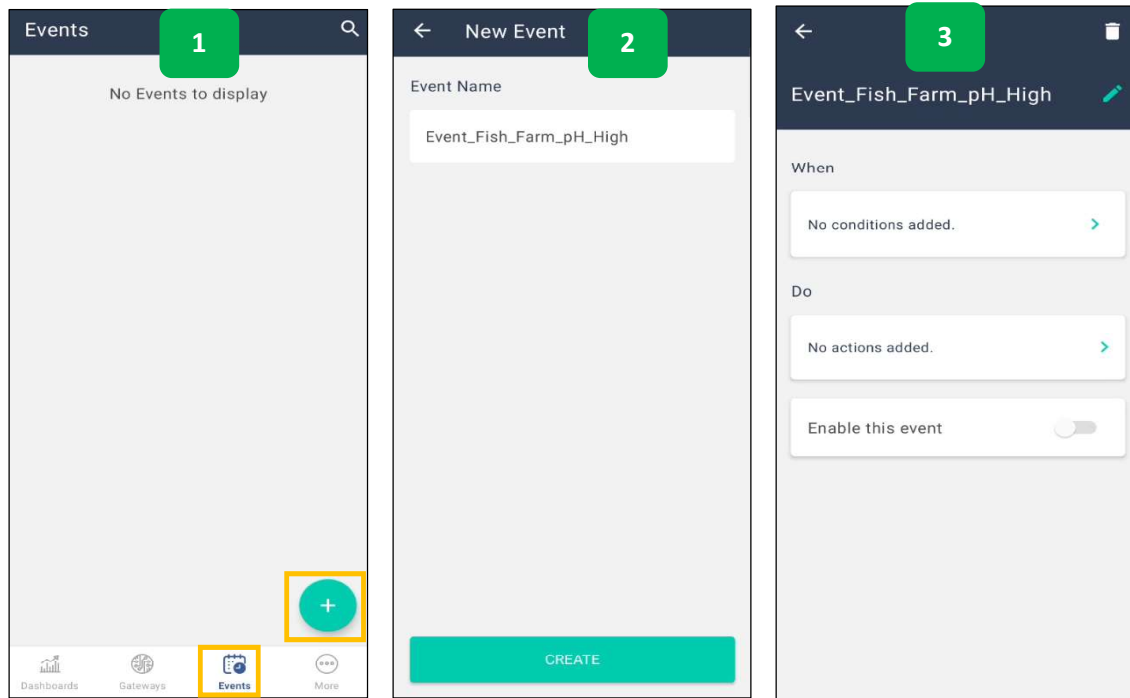 Events
1
No Events to display
+
Dashboards
Gateways
Events
More
New Event
2
Event Name
Event_Fish_Farm_pH_High
CREATE
3
Event_Fish_Farm_pH_High
When
No conditions added.
Do
No actions added.
Enable this event